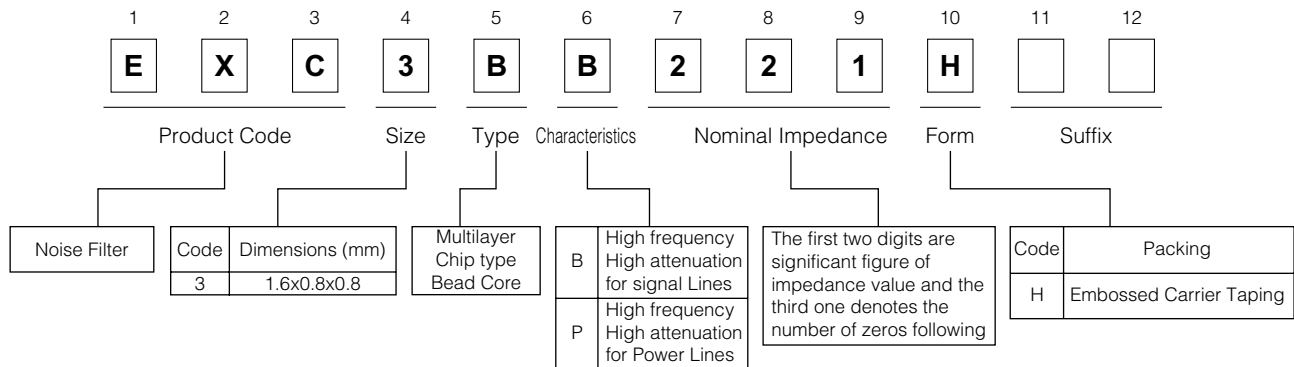 1 2 3 4 5 6 7 8 9 10 11 12
E X C 3 B B 2 2 1 H
Product Code Size Type Characteristics Nominal Impedance Form Suffix
Noise Filter
Code Dimensions (mm)
3 1.6x0.8x0.8
Multilayer
Chip type
Bead Core
B High frequency
High attenuation
for signal Lines
P High frequency
High attenuation
for Power Lines
The first two digits are
significant figure of
impedance value and the
third one denotes the
number of zeros following
Code Packing
H Embossed Carrier Taping